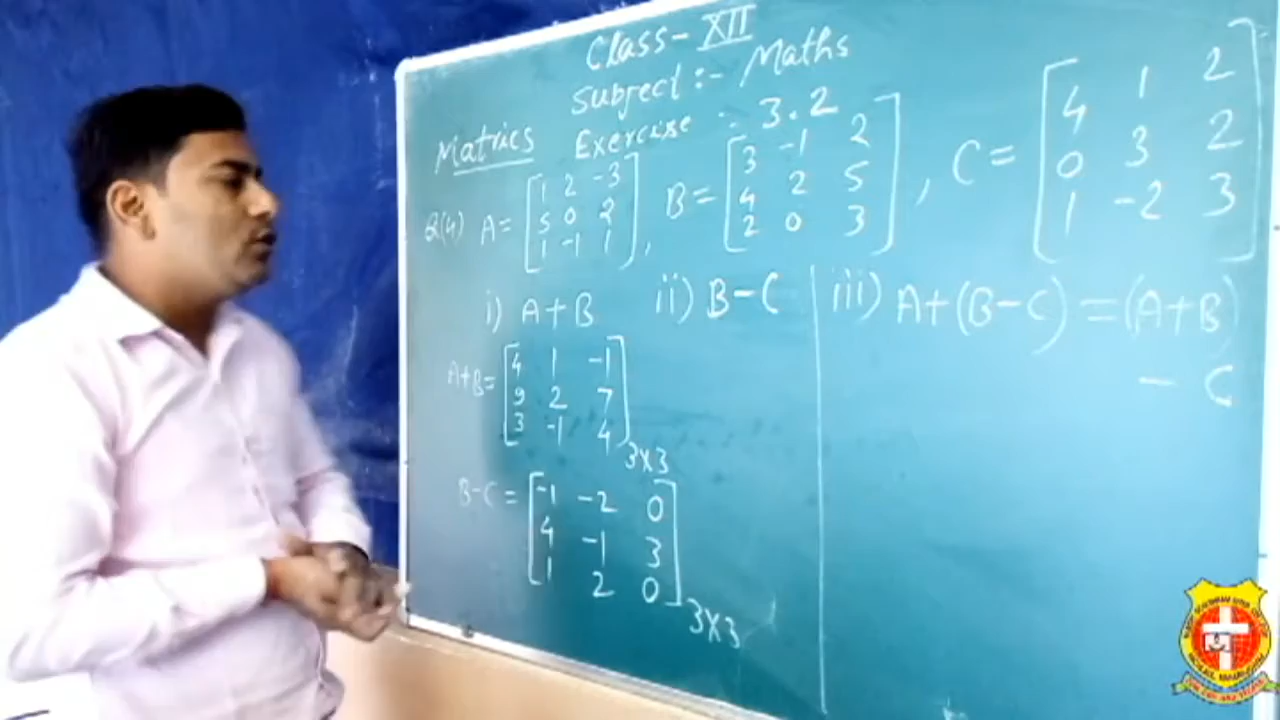 Class - XII
Subject :- Maths
Matrics Exercise :- 3.2
Q(4) A = [1 2 -3
5 0 2
1 -1 1],
B = [3 -1 2
4 2 5
2 0 3],
C = [4 1 2
0 3 2
1 -2 3]
i) A+B ii) B-C iii) A+(B-C) = (A+B)
- C
A+B = [4 1 -1
9 2 7
3 -1 4] 3x3
B-C = [-1 -2 0
4 -1 3
1 2 0] 3x3